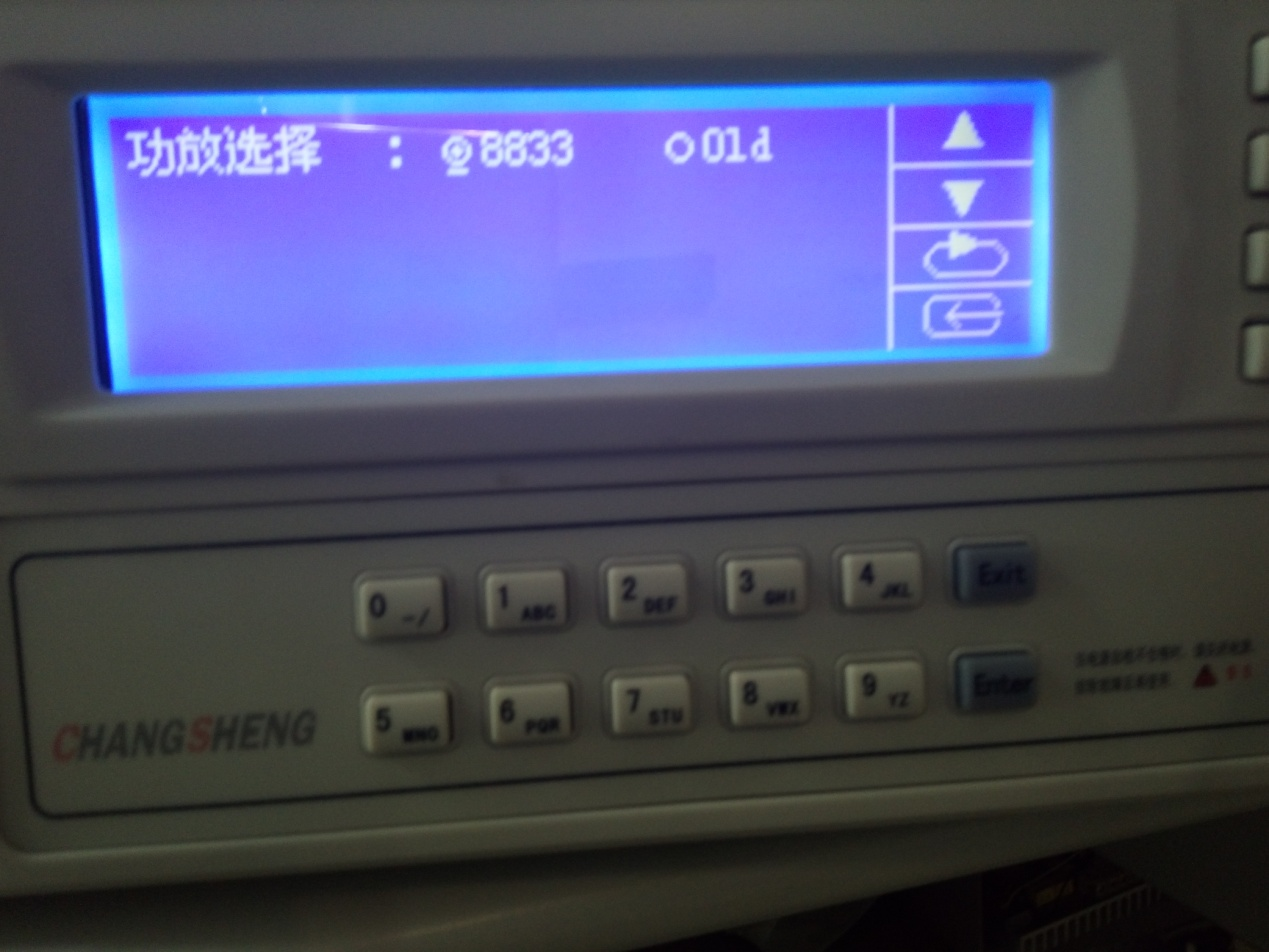 功放选择 : 8833 Old
0 -/ 1 ABC 2 DEF 3 GHI 4 JKL Exit
5 MNO 6 PQR 7 STU 8 VWX 9 YZ Enter
CHANGSHENG